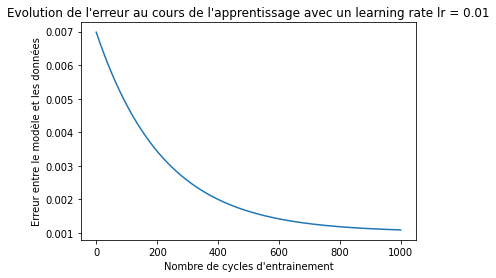 Evolution de l'erreur au cours de l'apprentissage avec un learning rate lr = 0.01
0.007
0.006
0.005
0.004
0.003
0.002
0.001
Erreur entre le modèle et les données
0 200 400 600 800 1000
Nombre de cycles d'entrainement